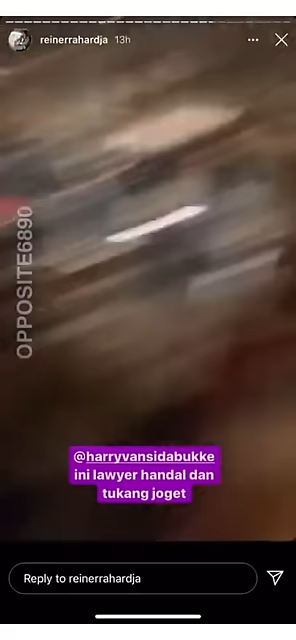 reinerrahardja 13h
OPPOSITE6890
@harryvansidabukke
ini lawyer handal dan
tukang joget
Reply to reinerrahardja